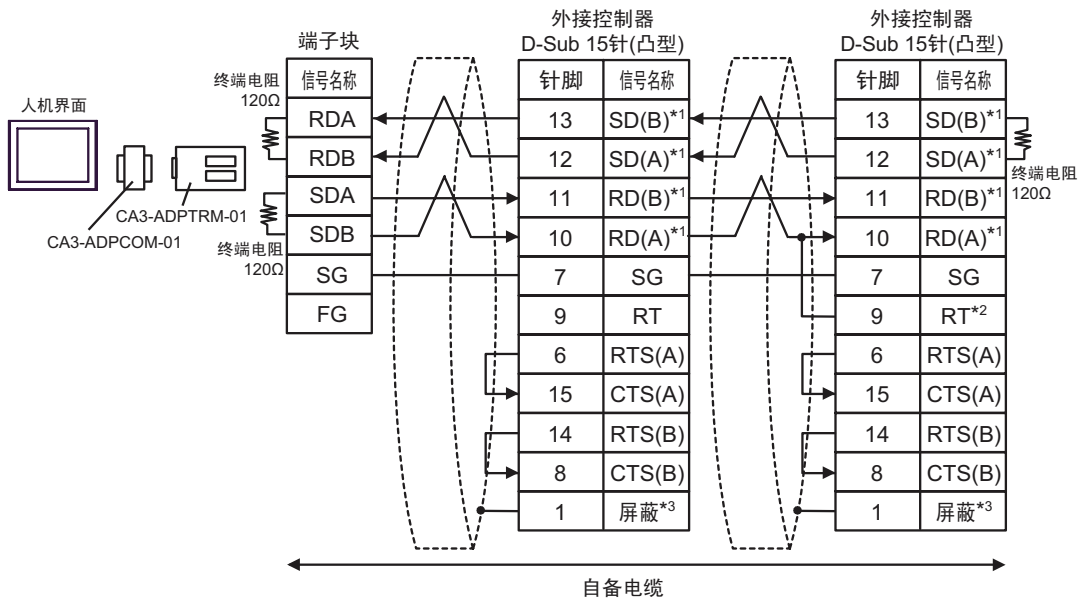 人机界面
CA3-ADPCOM-01
CA3-ADPTRM-01
终端电阻
120Ω
终端电阻
120Ω
端子块
信号名称
RDA
RDB
SDA
SDB
SG
FG
外接控制器
D-Sub 15针(凸型)
针脚 信号名称
13 SD(B)*1
12 SD(A)*1
11 RD(B)*1
10 RD(A)*1
7 SG
9 RT
6 RTS(A)
15 CTS(A)
14 RTS(B)
8 CTS(B)
1 屏蔽*3
外接控制器
D-Sub 15针(凸型)
针脚 信号名称
13 SD(B)*1
12 SD(A)*1
11 RD(B)*1
10 RD(A)*1
7 SG
9 RT*2
6 RTS(A)
15 CTS(A)
14 RTS(B)
8 CTS(B)
1 屏蔽*3
终端电阻
120Ω
自备电缆